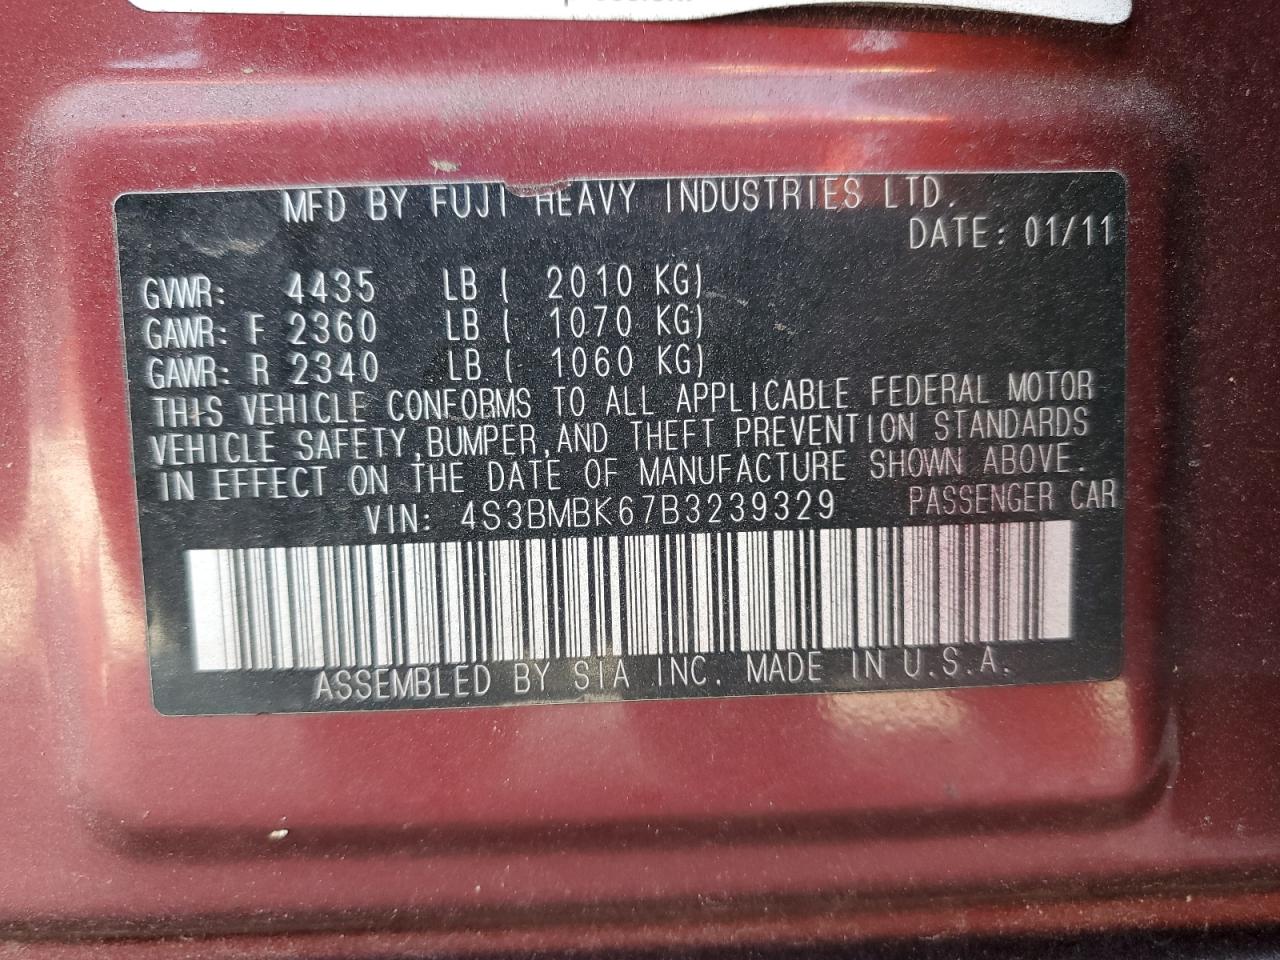 MFD BY FUJI HEAVY INDUSTRIES LTD.
DATE: 01/11
GVWR: 4435 LB ( 2010 KG)
GAWR: F 2360 LB ( 1070 KG)
GAWR: R 2340 LB ( 1060 KG)
THIS VEHICLE CONFORMS TO ALL APPLICABLE FEDERAL MOTOR
VEHICLE SAFETY,BUMPER,AND THEFT PREVENTION STANDARDS
IN EFFECT ON THE DATE OF MANUFACTURE SHOWN ABOVE.
VIN: 4S3BMBK67B3239329 PASSENGER CAR
ASSEMBLED BY SIA INC. MADE IN U.S.A.